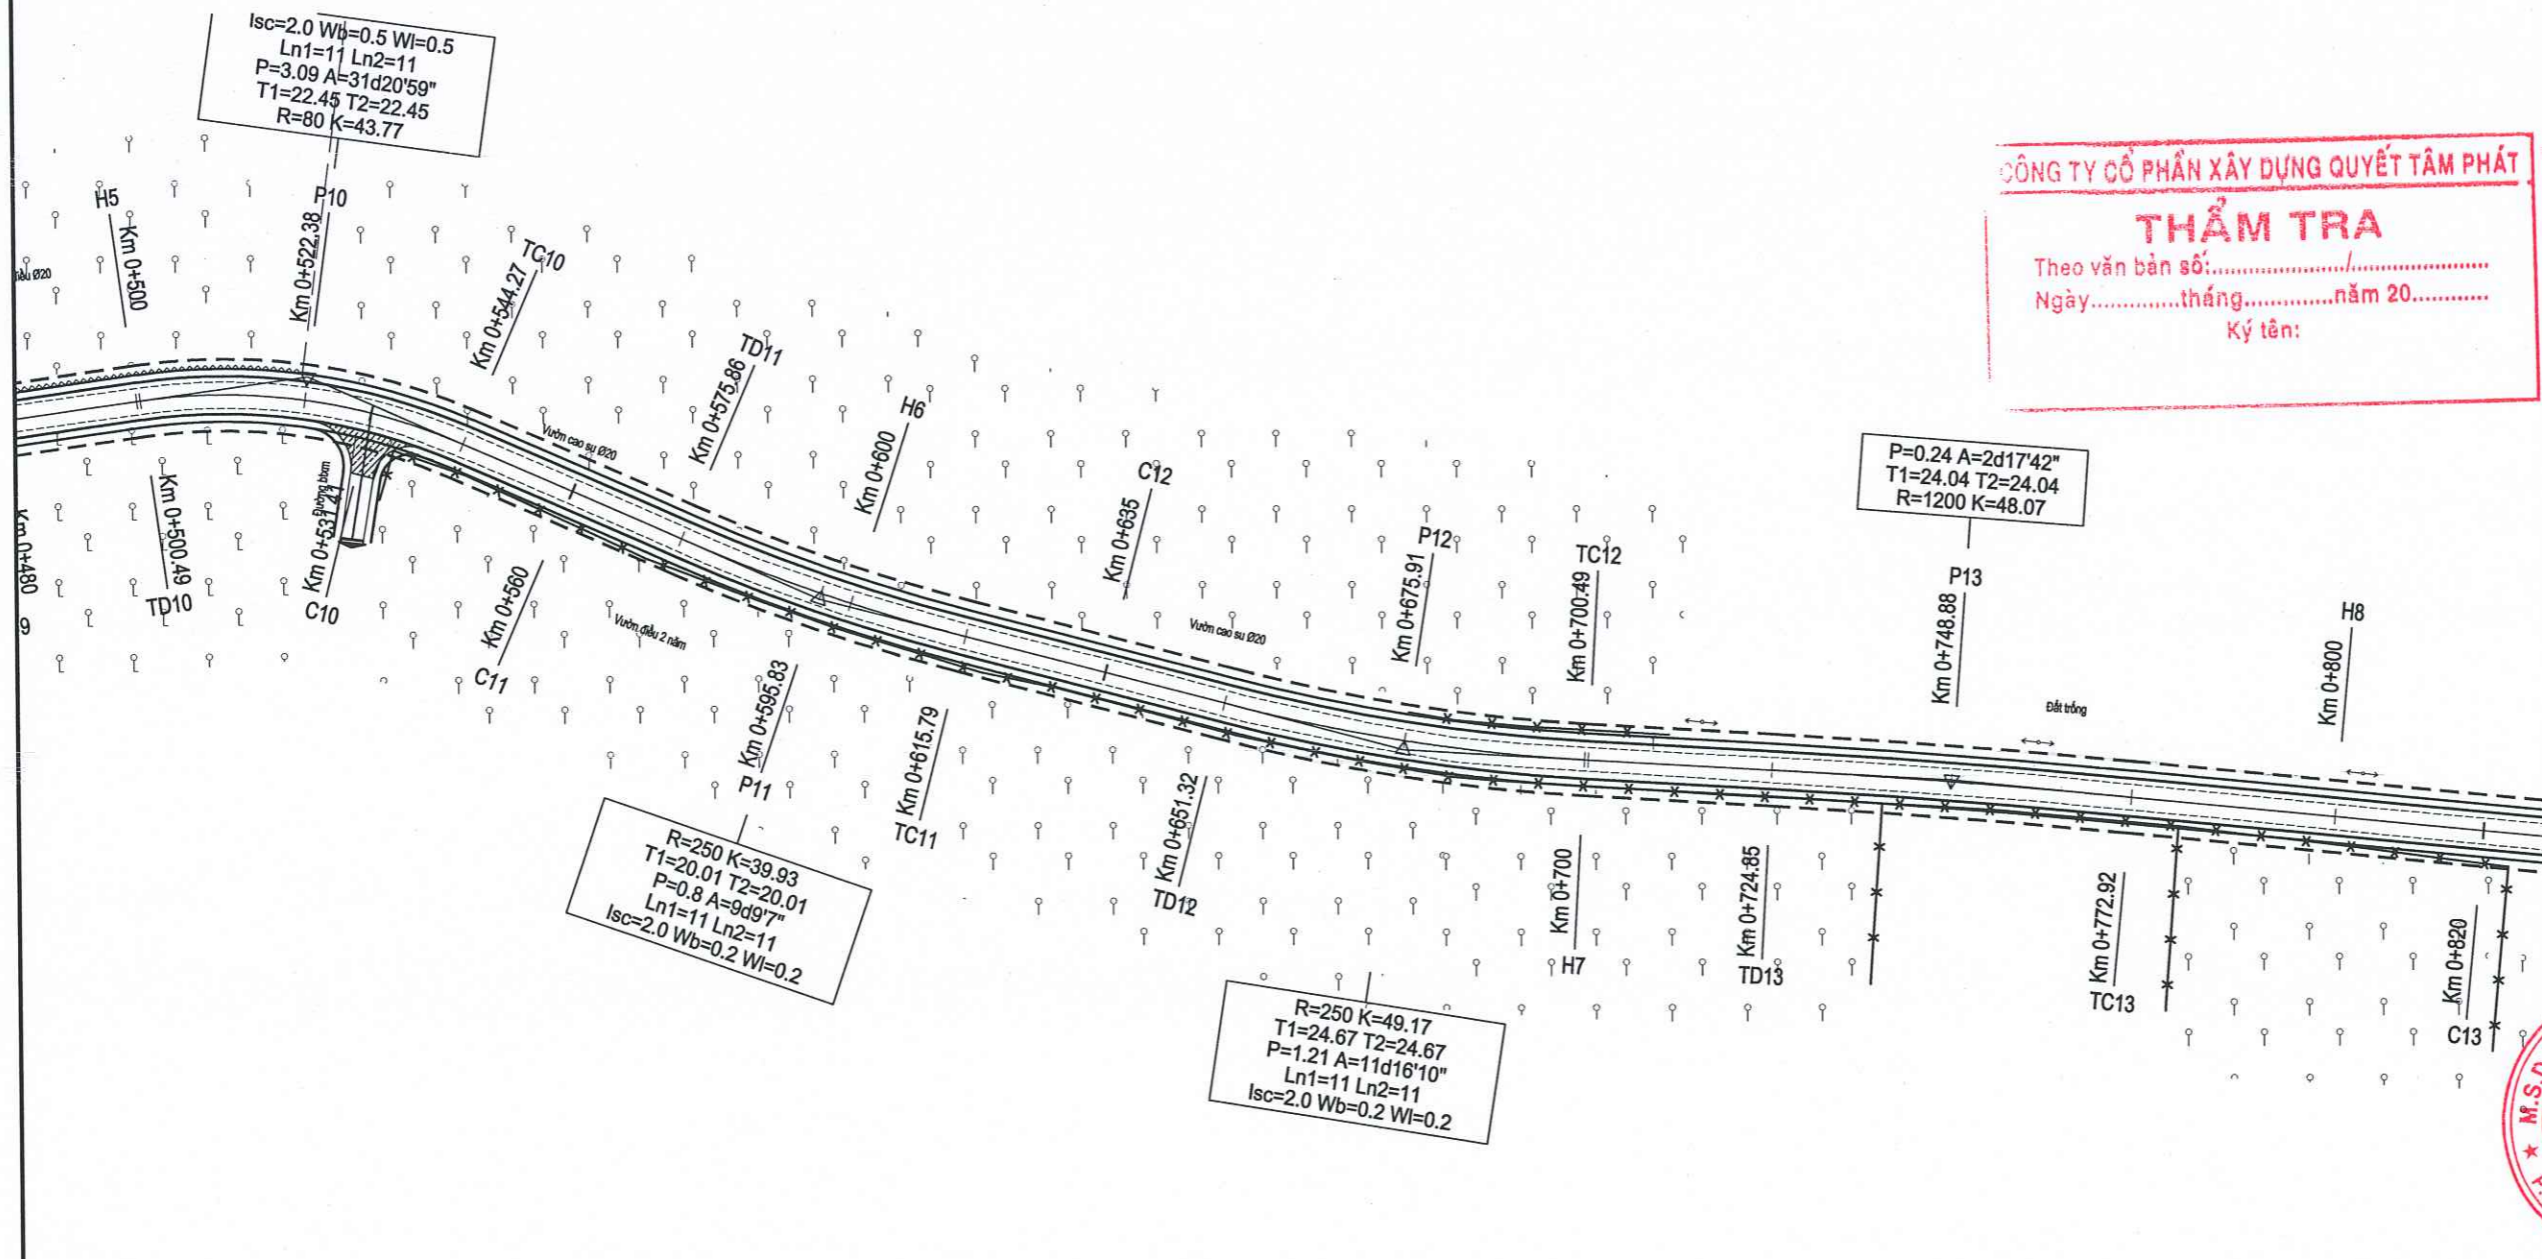 Isc=2.0 Wb=0.5 Wl=0.5
Ln1=11 Ln2=11
P=3.09 A=31d20'59"
T1=22.45 T2=22.45
R=80 K=43.77
CÔNG TY CỔ PHẦN XÂY DỰNG QUYẾT TÂM PHÁT
THẨM TRA
Theo văn bản số:......................./.......................
Ngày..............tháng..............năm 20............
Ký tên:
H5
Km 0+500
P10
Km 0+522.38
TC10
Km 0+544.27
TD11
Km 0+575.86
H6
Km 0+600
C12
Km 0+635
P12
Km 0+675.91
TC12
Km 0+700.49
P=0.24 A=2d17'42"
T1=24.04 T2=24.04
R=1200 K=48.07
P13
Km 0+748.88
H8
Km 0+800
Ø20
Vườn cao su Ø20
Vườn cao su Ø20
Đất trống
Km 0+480
9
Km 0+500.49
TD10
Đường btxm
Km 0+531.41
C10
Km 0+560
C11
Vườn điều 2 năm
Km 0+595.83
P11
R=250 K=39.93
T1=20.01 T2=20.01
P=0.8 A=9d9'7"
Ln1=11 Ln2=11
Isc=2.0 Wb=0.2 Wl=0.2
Km 0+615.79
TC11
Km 0+651.32
TD12
R=250 K=49.17
T1=24.67 T2=24.67
P=1.21 A=11d16'10"
Ln1=11 Ln2=11
Isc=2.0 Wb=0.2 Wl=0.2
Km 0+700
H7
Km 0+724.85
TD13
Km 0+772.92
TC13
Km 0+820
C13
M.S.D